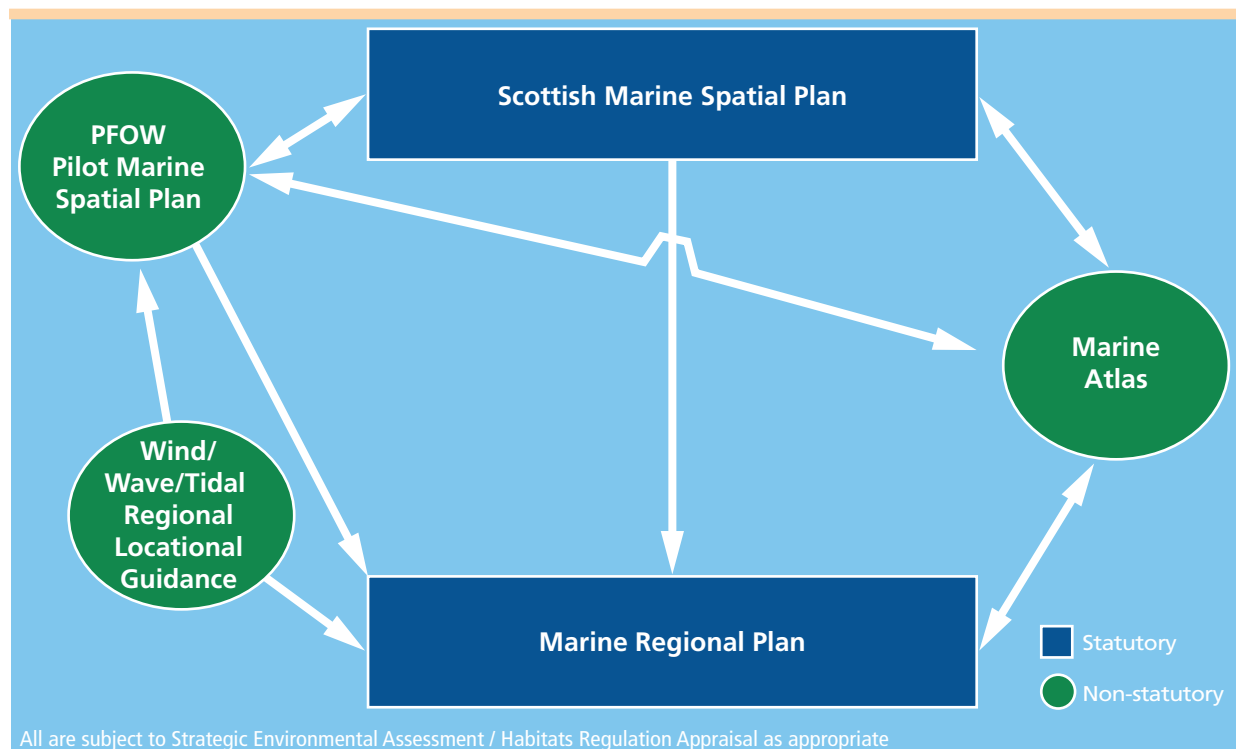 Scottish Marine Spatial Plan
PFOW
Pilot Marine
Spatial Plan
Marine
Atlas
Wind/
Wave/Tidal
Regional
Locational
Guidance
Marine Regional Plan
Statutory
Non-statutory
All are subject to Strategic Environmental Assessment / Habitats Regulation Appraisal as appropriate